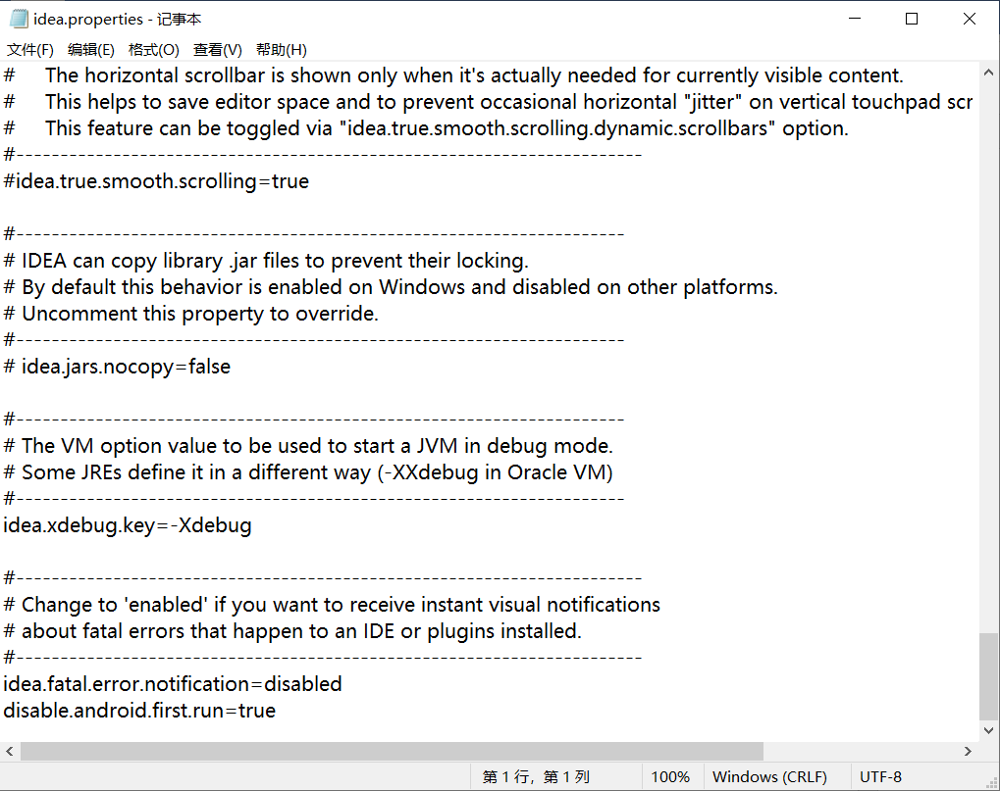 idea.properties - 记事本
文件(F) 编辑(E) 格式(O) 查看(V) 帮助(H)
#     The horizontal scrollbar is shown only when it's actually needed for currently visible content.
#     This helps to save editor space and to prevent occasional horizontal "jitter" on vertical touchpad scr
#     This feature can be toggled via "idea.true.smooth.scrolling.dynamic.scrollbars" option.
#-----------------------------------------------------------------------
#idea.true.smooth.scrolling=true
#---------------------------------------------------------------------
# IDEA can copy library .jar files to prevent their locking.
# By default this behavior is enabled on Windows and disabled on other platforms.
# Uncomment this property to override.
#---------------------------------------------------------------------
# idea.jars.nocopy=false
#---------------------------------------------------------------------
# The VM option value to be used to start a JVM in debug mode.
# Some JREs define it in a different way (-XXdebug in Oracle VM)
#---------------------------------------------------------------------
idea.xdebug.key=-Xdebug
#-----------------------------------------------------------------------
# Change to 'enabled' if you want to receive instant visual notifications
# about fatal errors that happen to an IDE or plugins installed.
#-----------------------------------------------------------------------
idea.fatal.error.notification=disabled
disable.android.first.run=true
第 1 行，第 1 列 100% Windows (CRLF) UTF-8